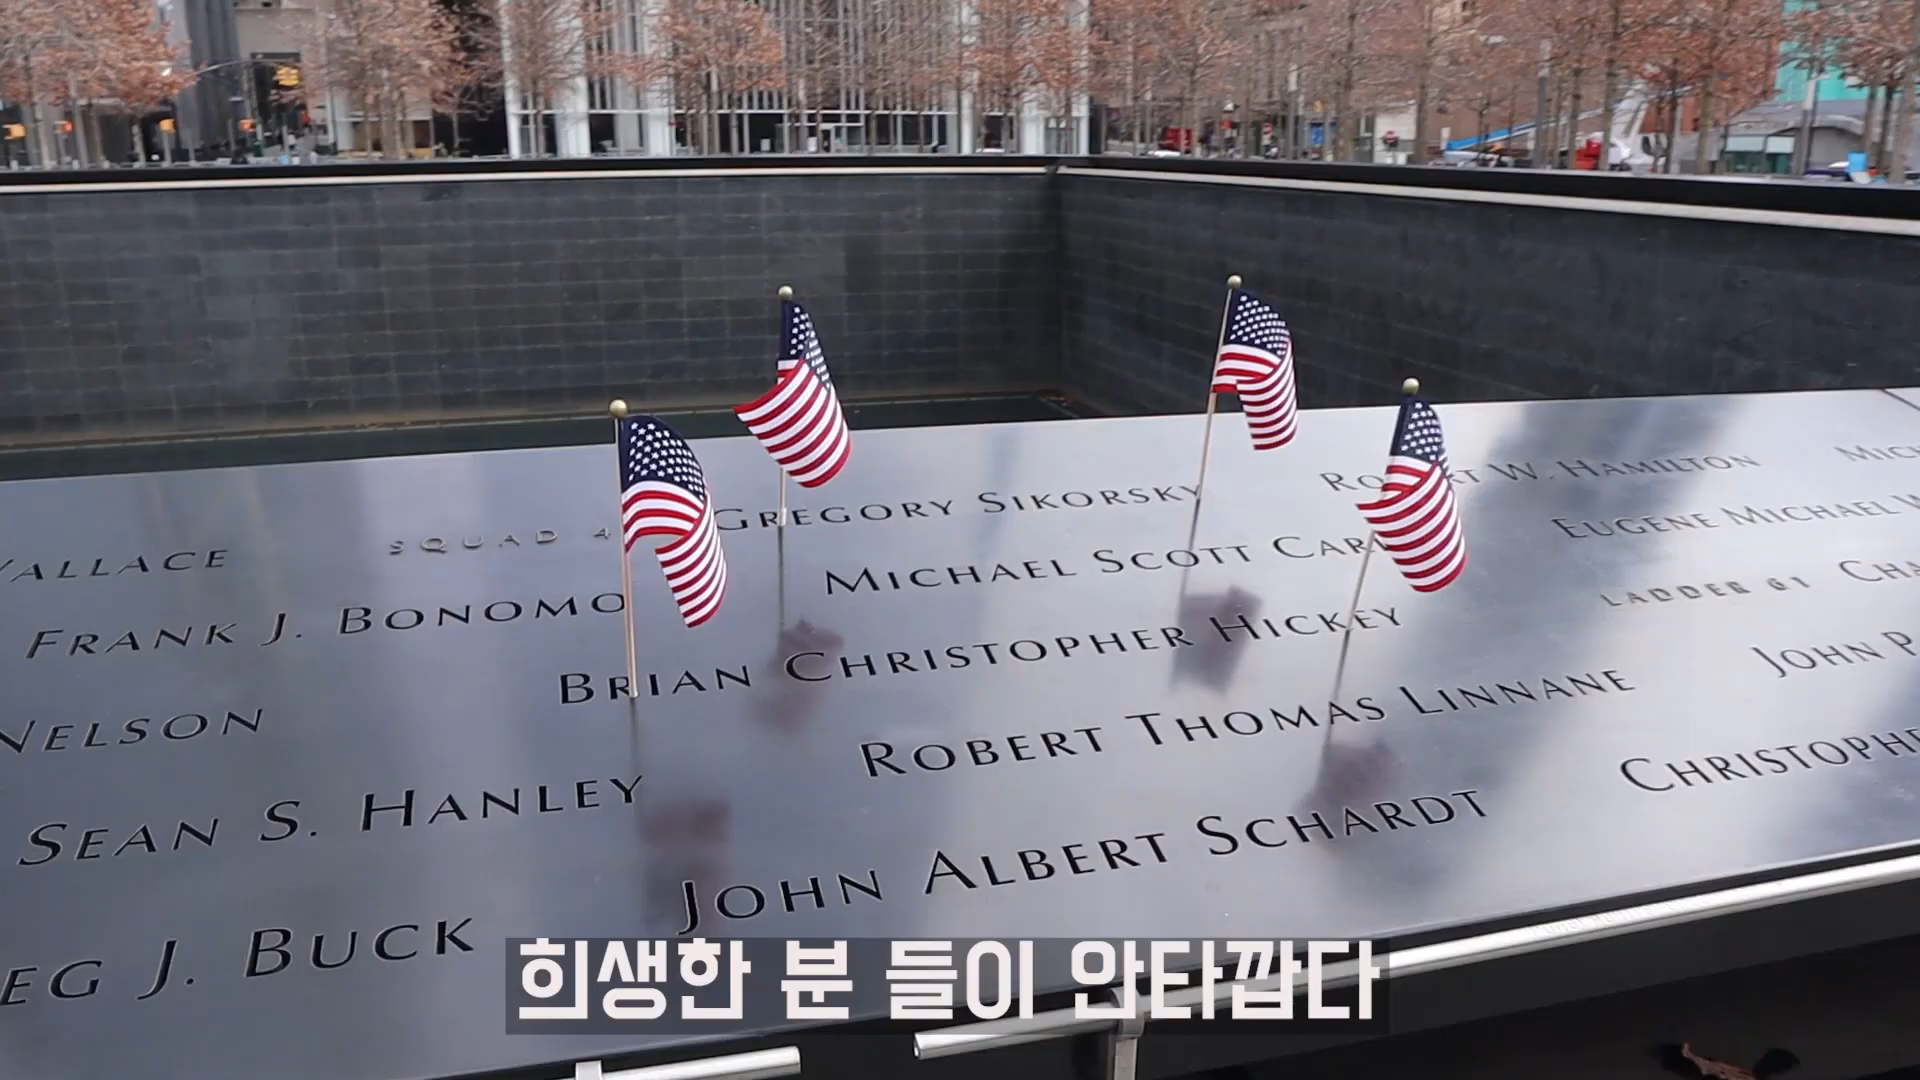 WALLACE SQUAD 4 GREGORY SIKORSKY ROBERT W. HAMILTON
FRANK J. BONOMO MICHAEL SCOTT EUGENE MICHAEL
NELSON BRIAN CHRISTOPHER HICKEY LADDER 61
SEAN S. HANLEY ROBERT THOMAS LINNANE JOHN P.
EG J. BUCK JOHN ALBERT SCHARDT
희생한 분 들이 안타깝다